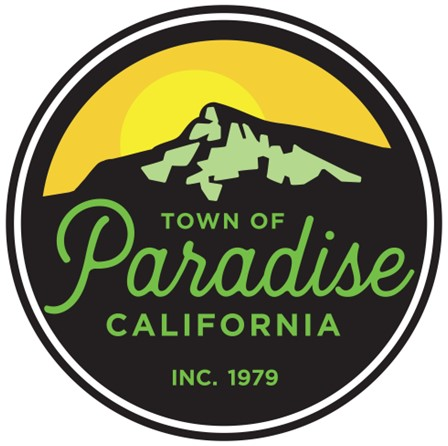 TOWN OF
Paradise
CALIFORNIA
INC. 1979